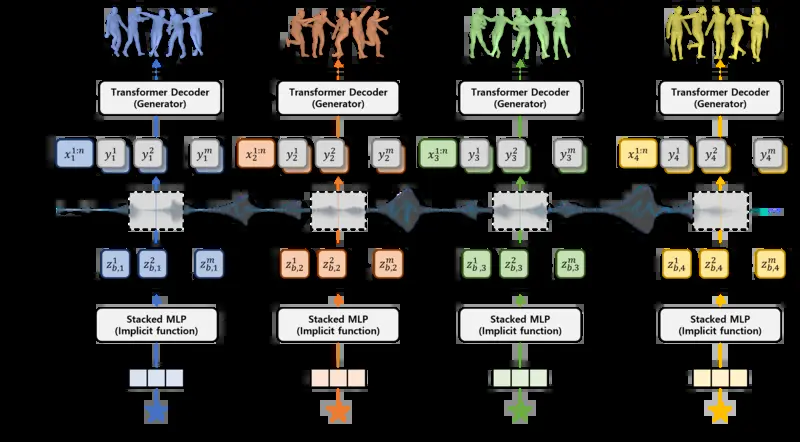 Transformer Decoder
(Generator)
Transformer Decoder
(Generator)
Transformer Decoder
(Generator)
Transformer Decoder
(Generator)
x_1^{1:n} y_1^1 y_1^2 y_1^m x_2^{1:n} y_2^1 y_2^2 y_2^m x_3^{1:n} y_3^1 y_3^2 y_3^m x_4^{1:n} y_4^1 y_4^2 y_4^m
z_{b,1}^1 z_{b,1}^2 z_{b,1}^m z_{b,2}^1 z_{b,2}^2 z_{b,2}^m z_{b,3}^1 z_{b,3}^2 z_{b,3}^m z_{b,4}^1 z_{b,4}^2 z_{b,4}^m
Stacked MLP
(Implicit function)
Stacked MLP
(Implicit function)
Stacked MLP
(Implicit function)
Stacked MLP
(Implicit function)